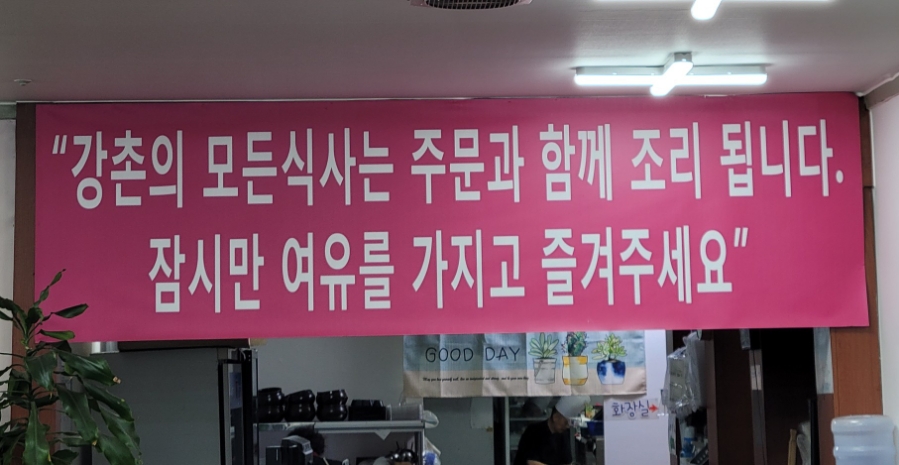 “강촌의 모든식사는 주문과 함께 조리 됩니다.
잠시만 여유를 가지고 즐겨주세요”
GOOD DAY
화장실